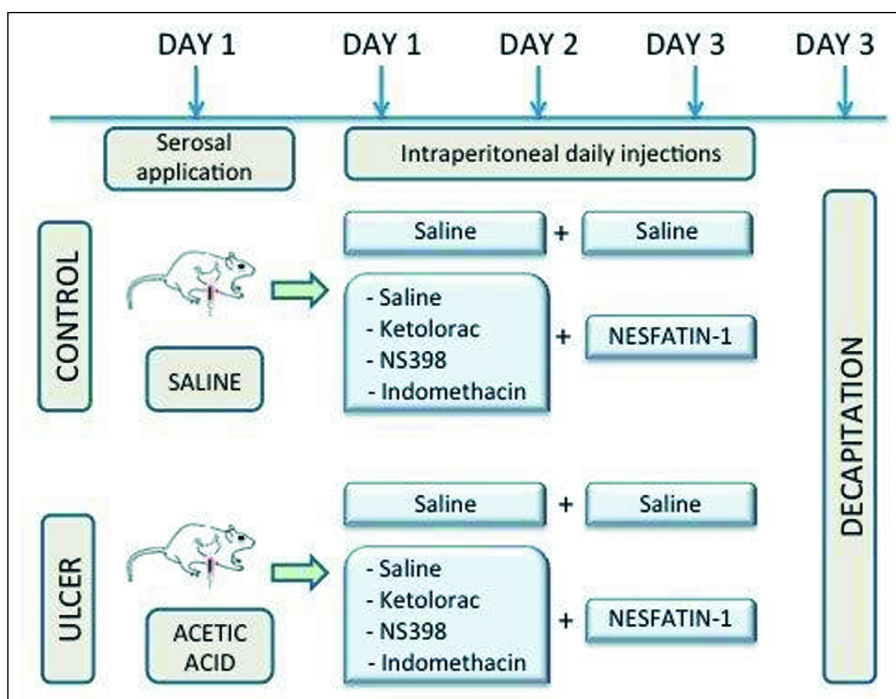 DAY 1
DAY 1
DAY 2
DAY 3
DAY 3
Serosal
application
Intraperitoneal daily injections
CONTROL
SALINE
Saline
+
Saline
- Saline
- Ketolorac
- NS398
- Indomethacin
+
NESFATIN-1
ULCER
ACETIC
ACID
Saline
+
Saline
- Saline
- Ketolorac
- NS398
- Indomethacin
+
NESFATIN-1
DECAPITATION